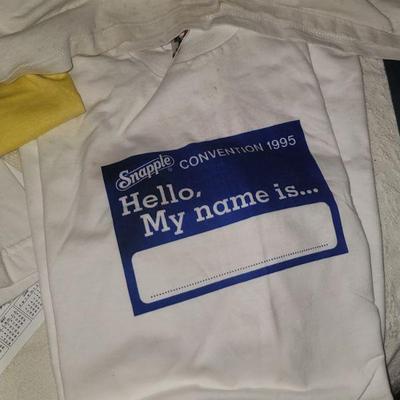 Snapple® CONVENTION 1995
Hello,
My name is...